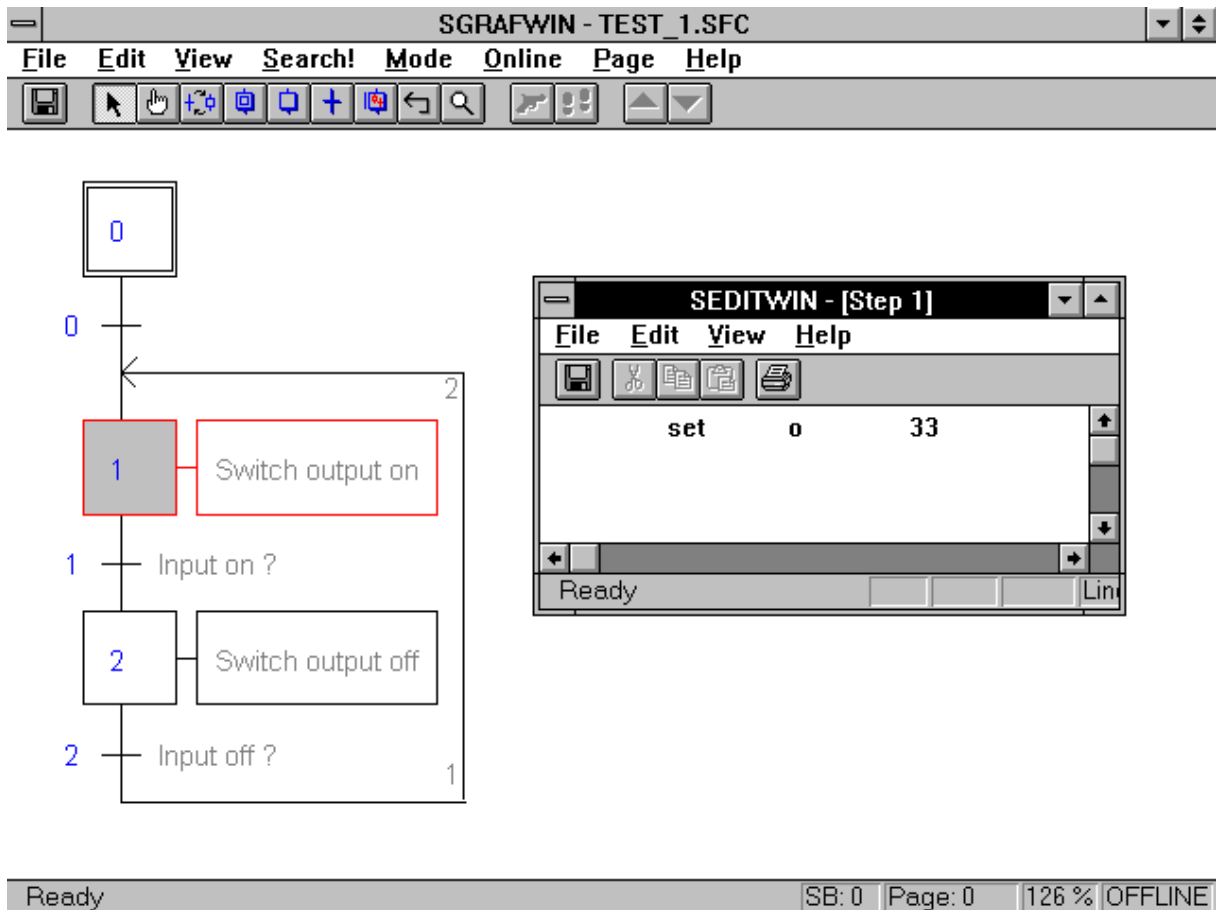 SGRAFWIN - TEST_1.SFC
File Edit View Search! Mode Online Page Help
0
0
2
1 Switch output on
1 Input on ?
2 Switch output off
2 Input off ?
1
SEDITWIN - [Step 1]
File Edit View Help
set o 33
Ready Lin
Ready SB: 0 Page: 0 126 % OFFLINE